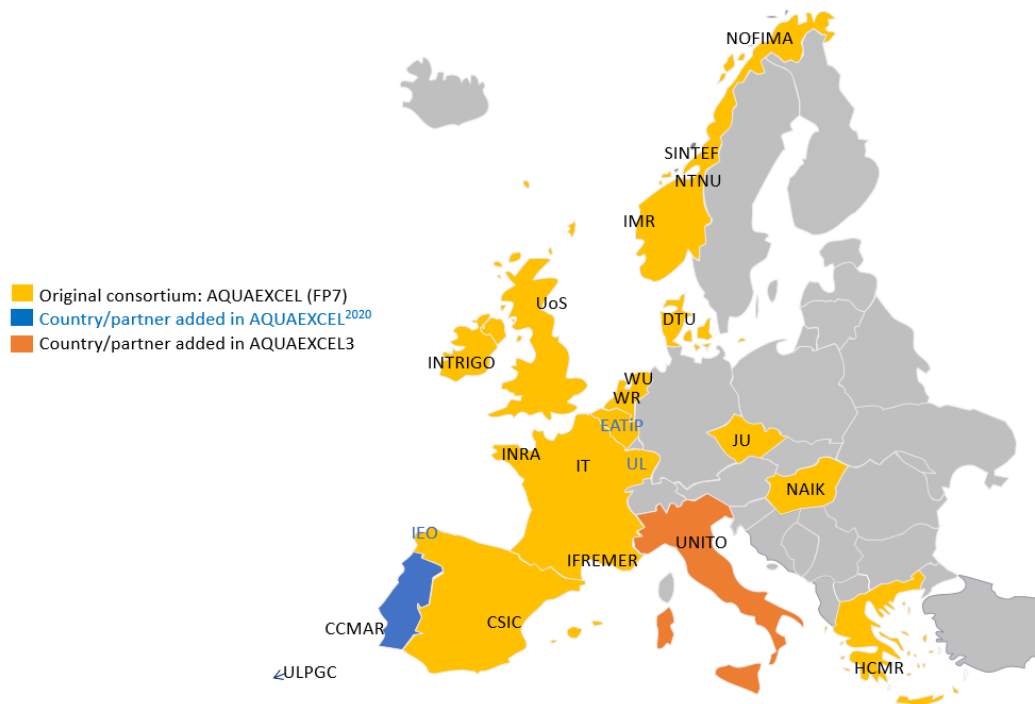 NOFIMA
SINTEF
NTNU
IMR
Original consortium: AQUAEXCEL (FP7)
Country/partner added in AQUAEXCEL²⁰²⁰
Country/partner added in AQUAEXCEL3
UoS
DTU
INTRIGO
WU
WR
EATiP
JU
INRA
IT
UL
NAIK
IEO
UNITO
IFREMER
CSIC
CCMAR
HCMR
ULPGC